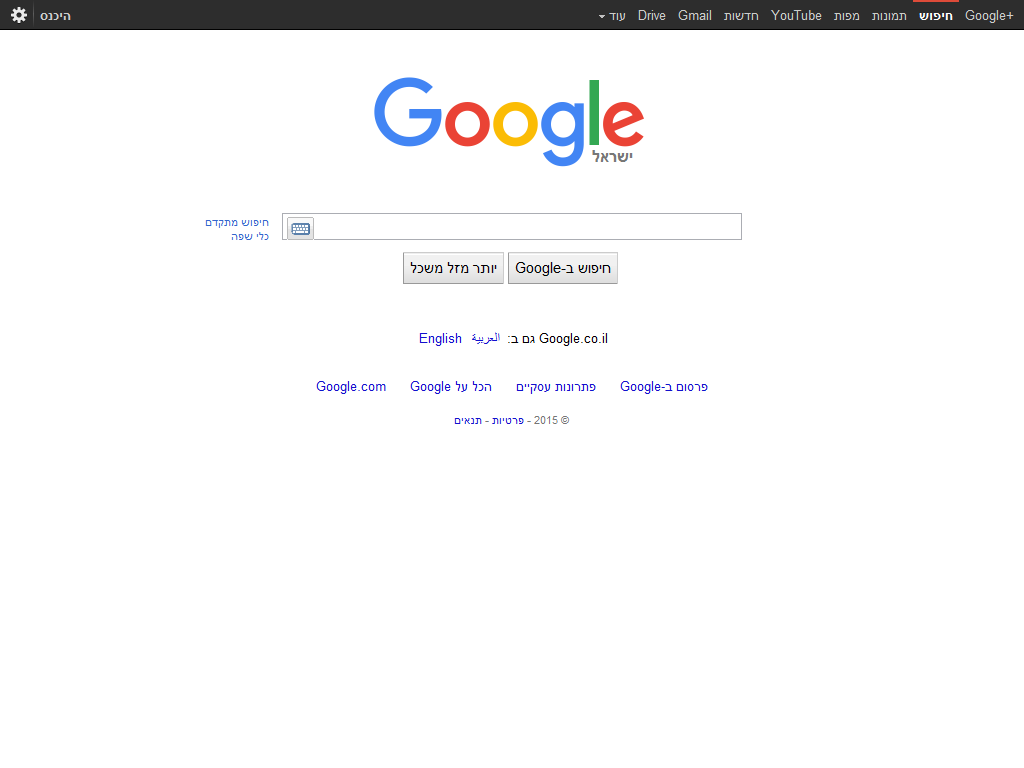 Google+ חיפוש תמונות מפות YouTube חדשות Gmail Drive עוד היכנס
Google
ישראל
חיפוש מתקדם
כלי שפה
חיפוש ב-Google יותר מזל משכל
Google.co.il גם ב: العربية English
פרסום ב-Google פתרונות עסקיים הכל על Google Google.com
© 2015 - פרטיות - תנאים